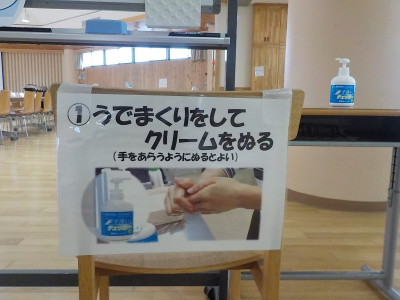 ①うでまくりをして
クリームをぬる
(手をあらうようにぬるとよい)